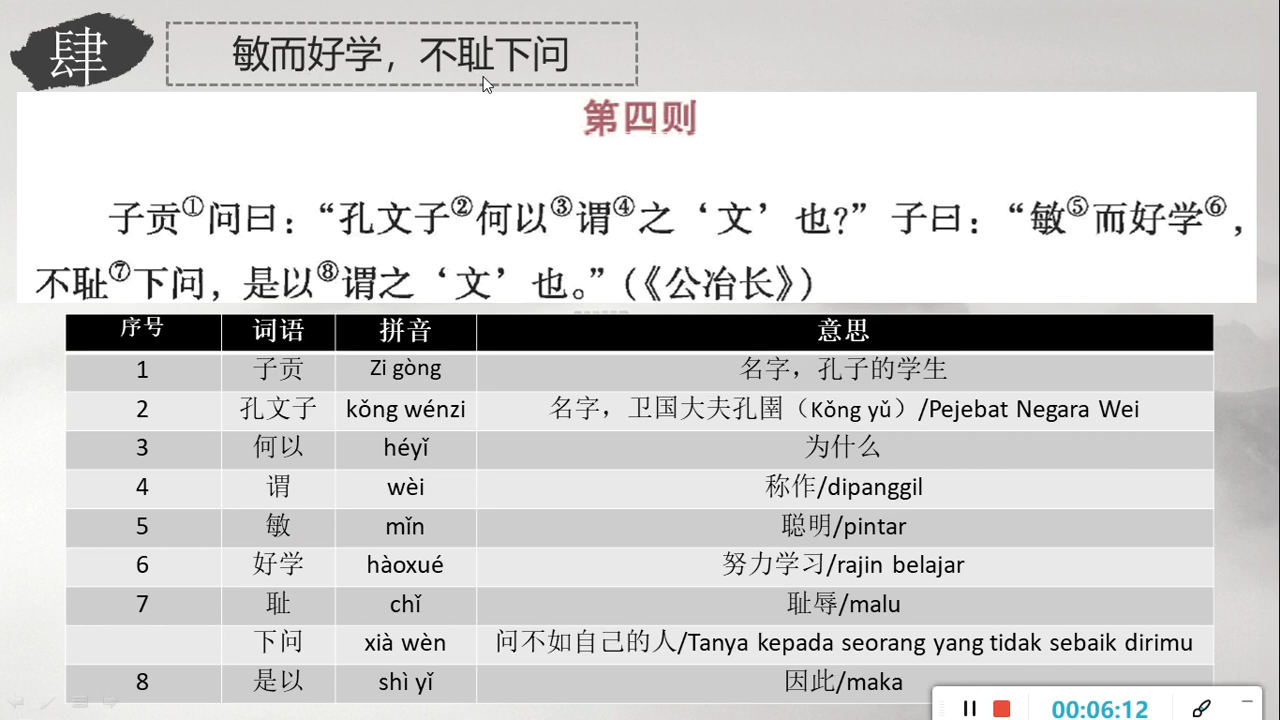 肆
敏而好学，不耻下问
第四则
子贡①问曰：“孔文子②何以③谓④之‘文’也?”子曰：“敏⑤而好学⑥，
不耻⑦下问，是以⑧谓之‘文’也。”(《公冶长》)
序号 词语 拼音 意思
1 子贡 Zi gòng 名字，孔子的学生
2 孔文子 kǒng wénzi 名字，卫国大夫孔圉（Kǒng yǔ）/Pejebat Negara Wei
3 何以 héyǐ 为什么
4 谓 wèi 称作/dipanggil
5 敏 mǐn 聪明/pintar
6 好学 hàoxué 努力学习/rajin belajar
7 耻 chǐ 耻辱/malu
下问 xià wèn 问不如自己的人/Tanya kepada seorang yang tidak sebaik dirimu
8 是以 shì yǐ 因此/maka
00:06:12